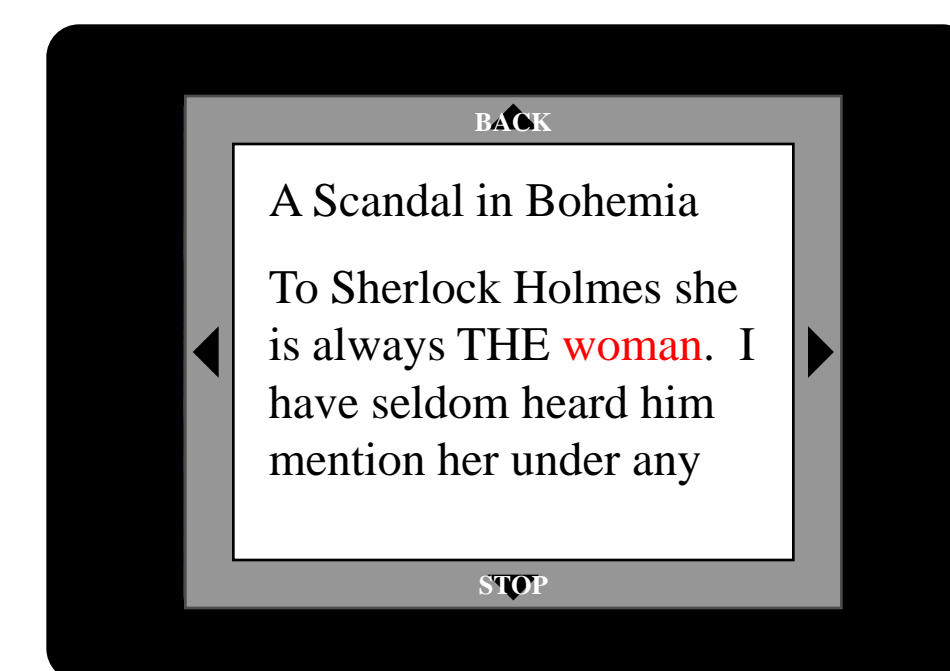 BACK
A Scandal in Bohemia
To Sherlock Holmes she
is always THE woman.  I
have seldom heard him
mention her under any
STOP